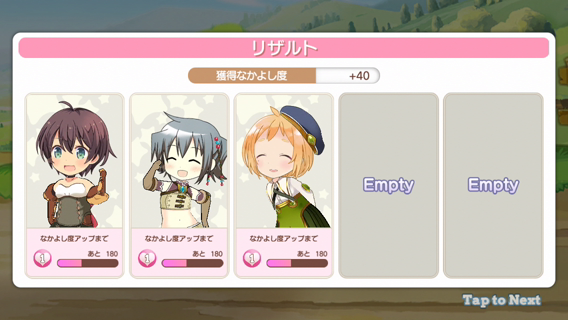 リザルト
獲得なかよし度 +40
なかよし度アップまで
1 あと 180
なかよし度アップまで
1 あと 180
なかよし度アップまで
1 あと 180
Empty
Empty
Tap to Next